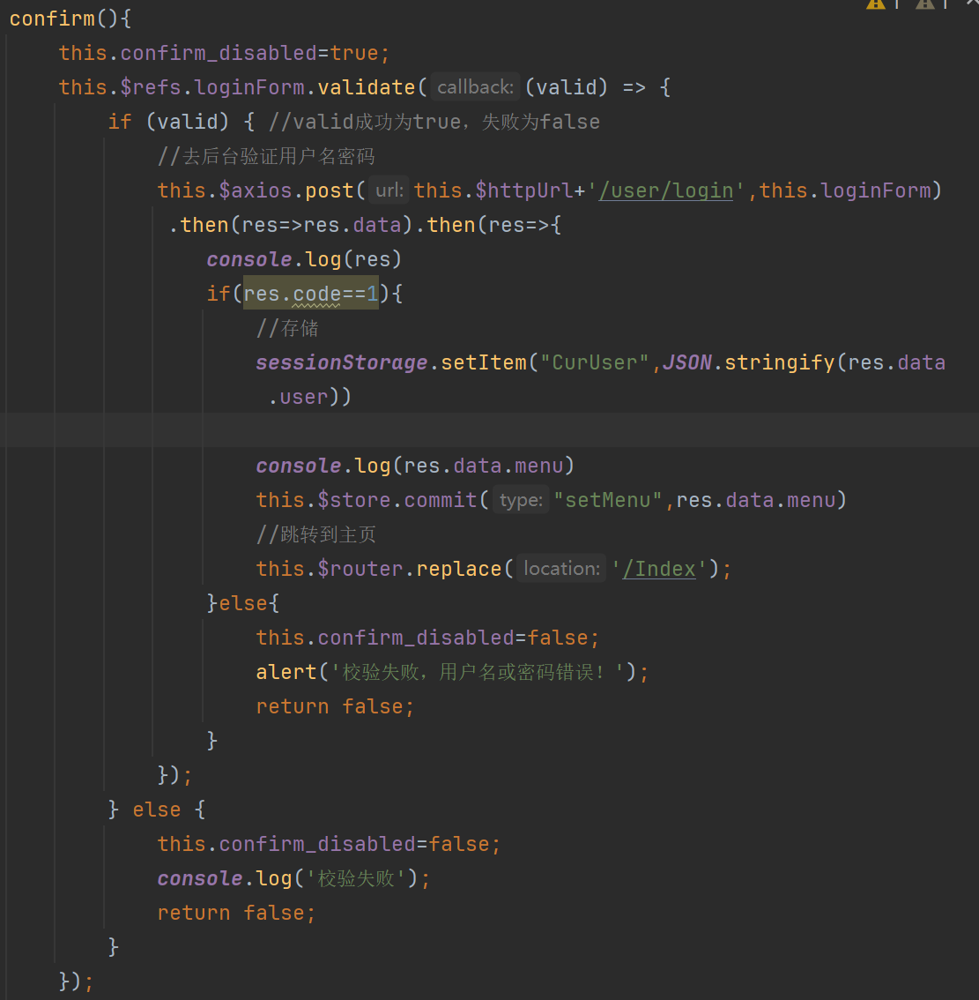 confirm(){
this.confirm_disabled=true;
this.$refs.loginForm.validate( callback: (valid) => {
if (valid) { //valid成功为true，失败为false
//去后台验证用户名密码
this.$axios.post( url: this.$httpUrl+'/user/login',this.loginForm)
.then(res=>res.data).then(res=>{
console.log(res)
if(res.code==1){
//存储
sessionStorage.setItem("CurUser",JSON.stringify(res.data
.user))
console.log(res.data.menu)
this.$store.commit( type: "setMenu",res.data.menu)
//跳转到主页
this.$router.replace( location: '/Index');
}else{
this.confirm_disabled=false;
alert('校验失败，用户名或密码错误！');
return false;
}
});
} else {
this.confirm_disabled=false;
console.log('校验失败');
return false;
}
});